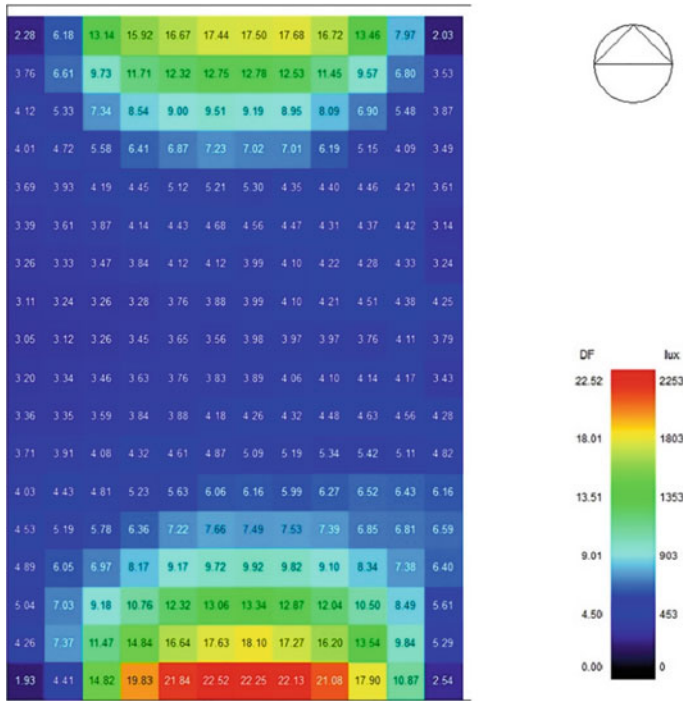 2.28 6.18 13.14 15.92 16.67 17.44 17.50 17.68 16.72 13.46 7.97 2.03
3.76 6.61 9.73 11.71 12.32 12.75 12.78 12.53 11.45 9.57 6.80 3.53
4.12 5.33 7.34 8.54 9.00 9.51 9.19 8.95 8.09 6.90 5.48 3.87
4.01 4.72 5.58 6.41 6.87 7.23 7.02 7.01 6.19 5.15 4.09 3.49
3.69 3.93 4.19 4.45 5.12 5.21 5.30 4.35 4.40 4.46 4.21 3.61
3.39 3.61 3.87 4.14 4.43 4.68 4.56 4.47 4.31 4.37 4.42 3.14
3.26 3.33 3.47 3.84 4.12 4.12 3.99 4.10 4.22 4.28 4.33 3.24
3.11 3.24 3.26 3.28 3.76 3.88 3.99 4.10 4.21 4.51 4.38 4.25
3.05 3.12 3.26 3.45 3.65 3.56 3.98 3.97 3.97 3.76 4.11 3.79
3.20 3.34 3.46 3.63 3.76 3.83 3.89 4.06 4.10 4.14 4.17 3.43
3.36 3.35 3.59 3.84 3.88 4.18 4.26 4.32 4.48 4.63 4.56 4.28
3.71 3.91 4.08 4.32 4.61 4.87 5.09 5.19 5.34 5.42 5.11 4.82
4.03 4.43 4.81 5.23 5.63 6.06 6.16 5.99 6.27 6.52 6.43 6.16
4.53 5.19 5.78 6.36 7.22 7.66 7.49 7.53 7.39 6.85 6.81 6.59
4.89 6.05 6.97 8.17 9.17 9.72 9.92 9.82 9.10 8.34 7.38 6.40
5.04 7.03 9.18 10.76 12.32 13.06 13.34 12.87 12.04 10.50 8.49 5.61
4.26 7.37 11.47 14.84 16.64 17.63 18.10 17.27 16.20 13.54 9.84 5.29
1.93 4.41 14.82 19.83 21.84 22.52 22.25 22.13 21.08 17.90 10.87 2.54
DF lux
22.52 2253
18.01 1803
13.51 1353
9.01 903
4.50 453
0.00 0